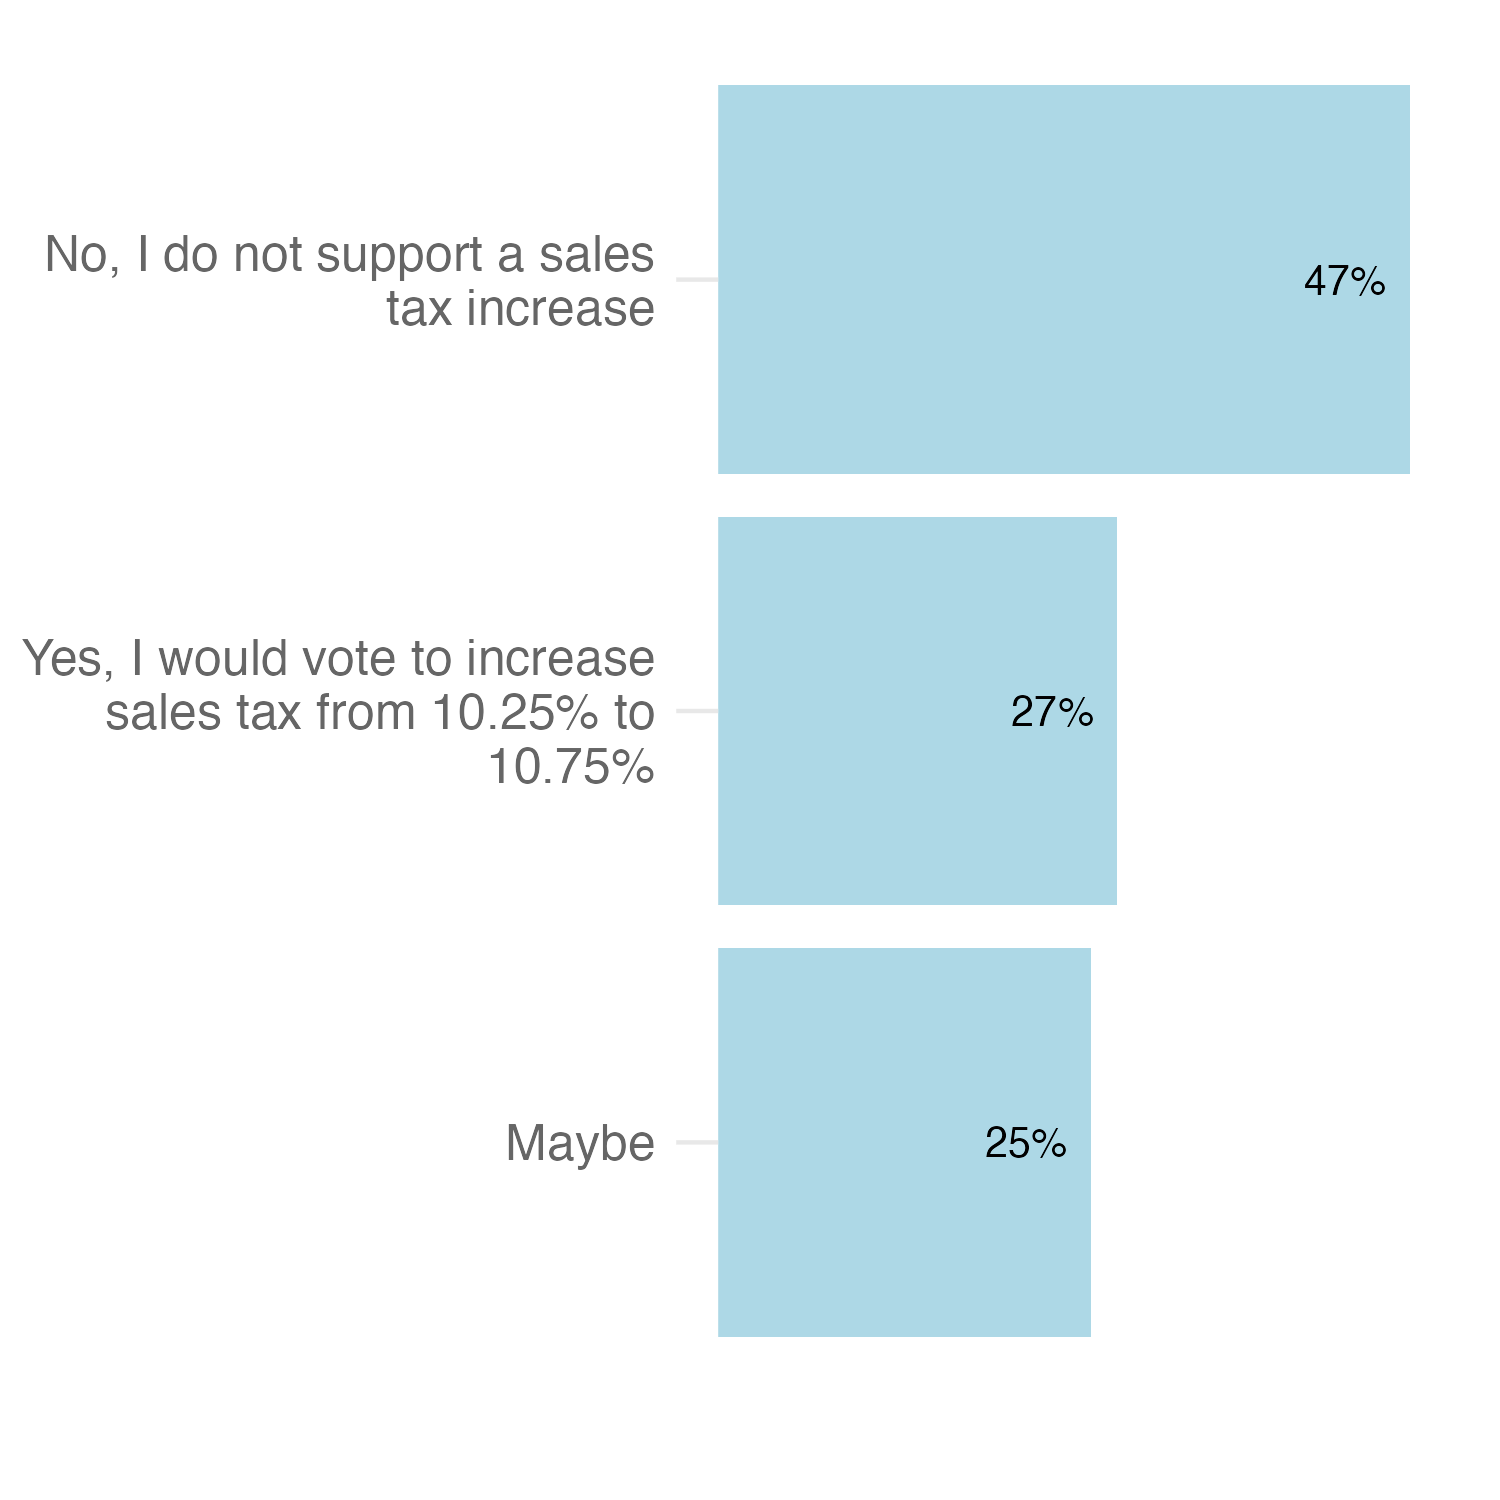 No, I do not support a sales
tax increase
47%
Yes, I would vote to increase
sales tax from 10.25% to
10.75%
27%
Maybe
25%